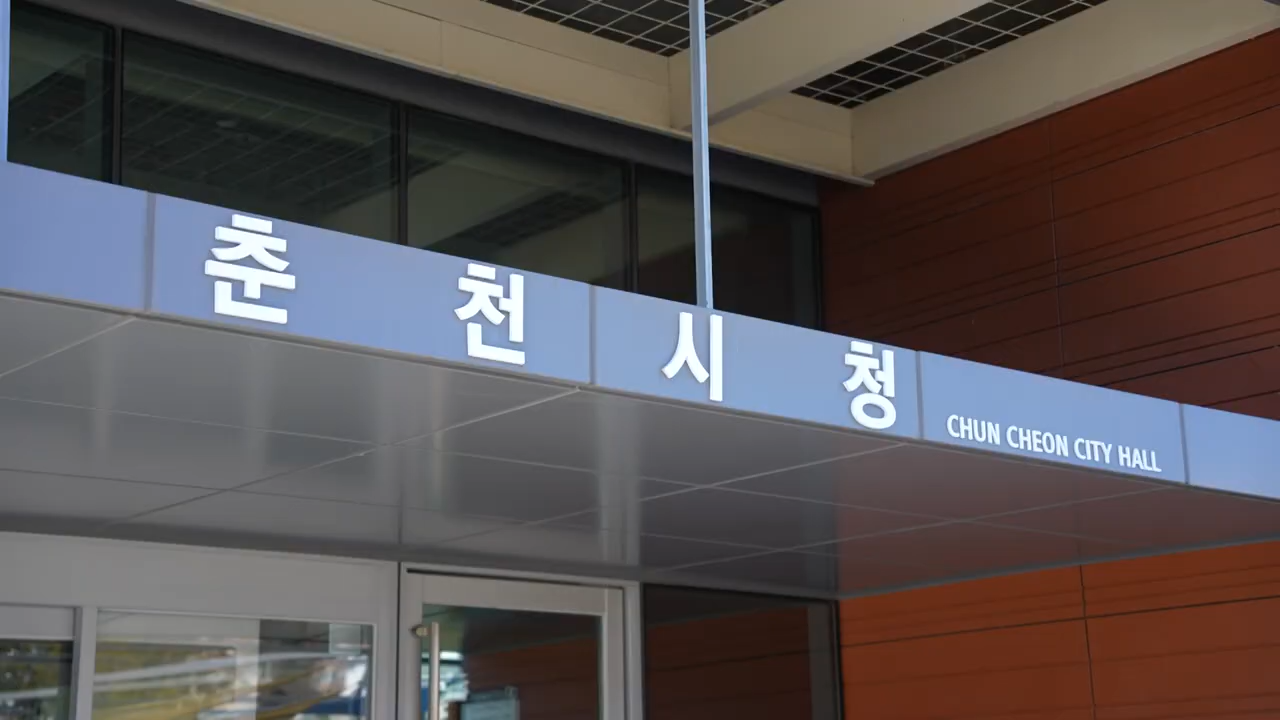 춘천시청
CHUN CHEON CITY HALL